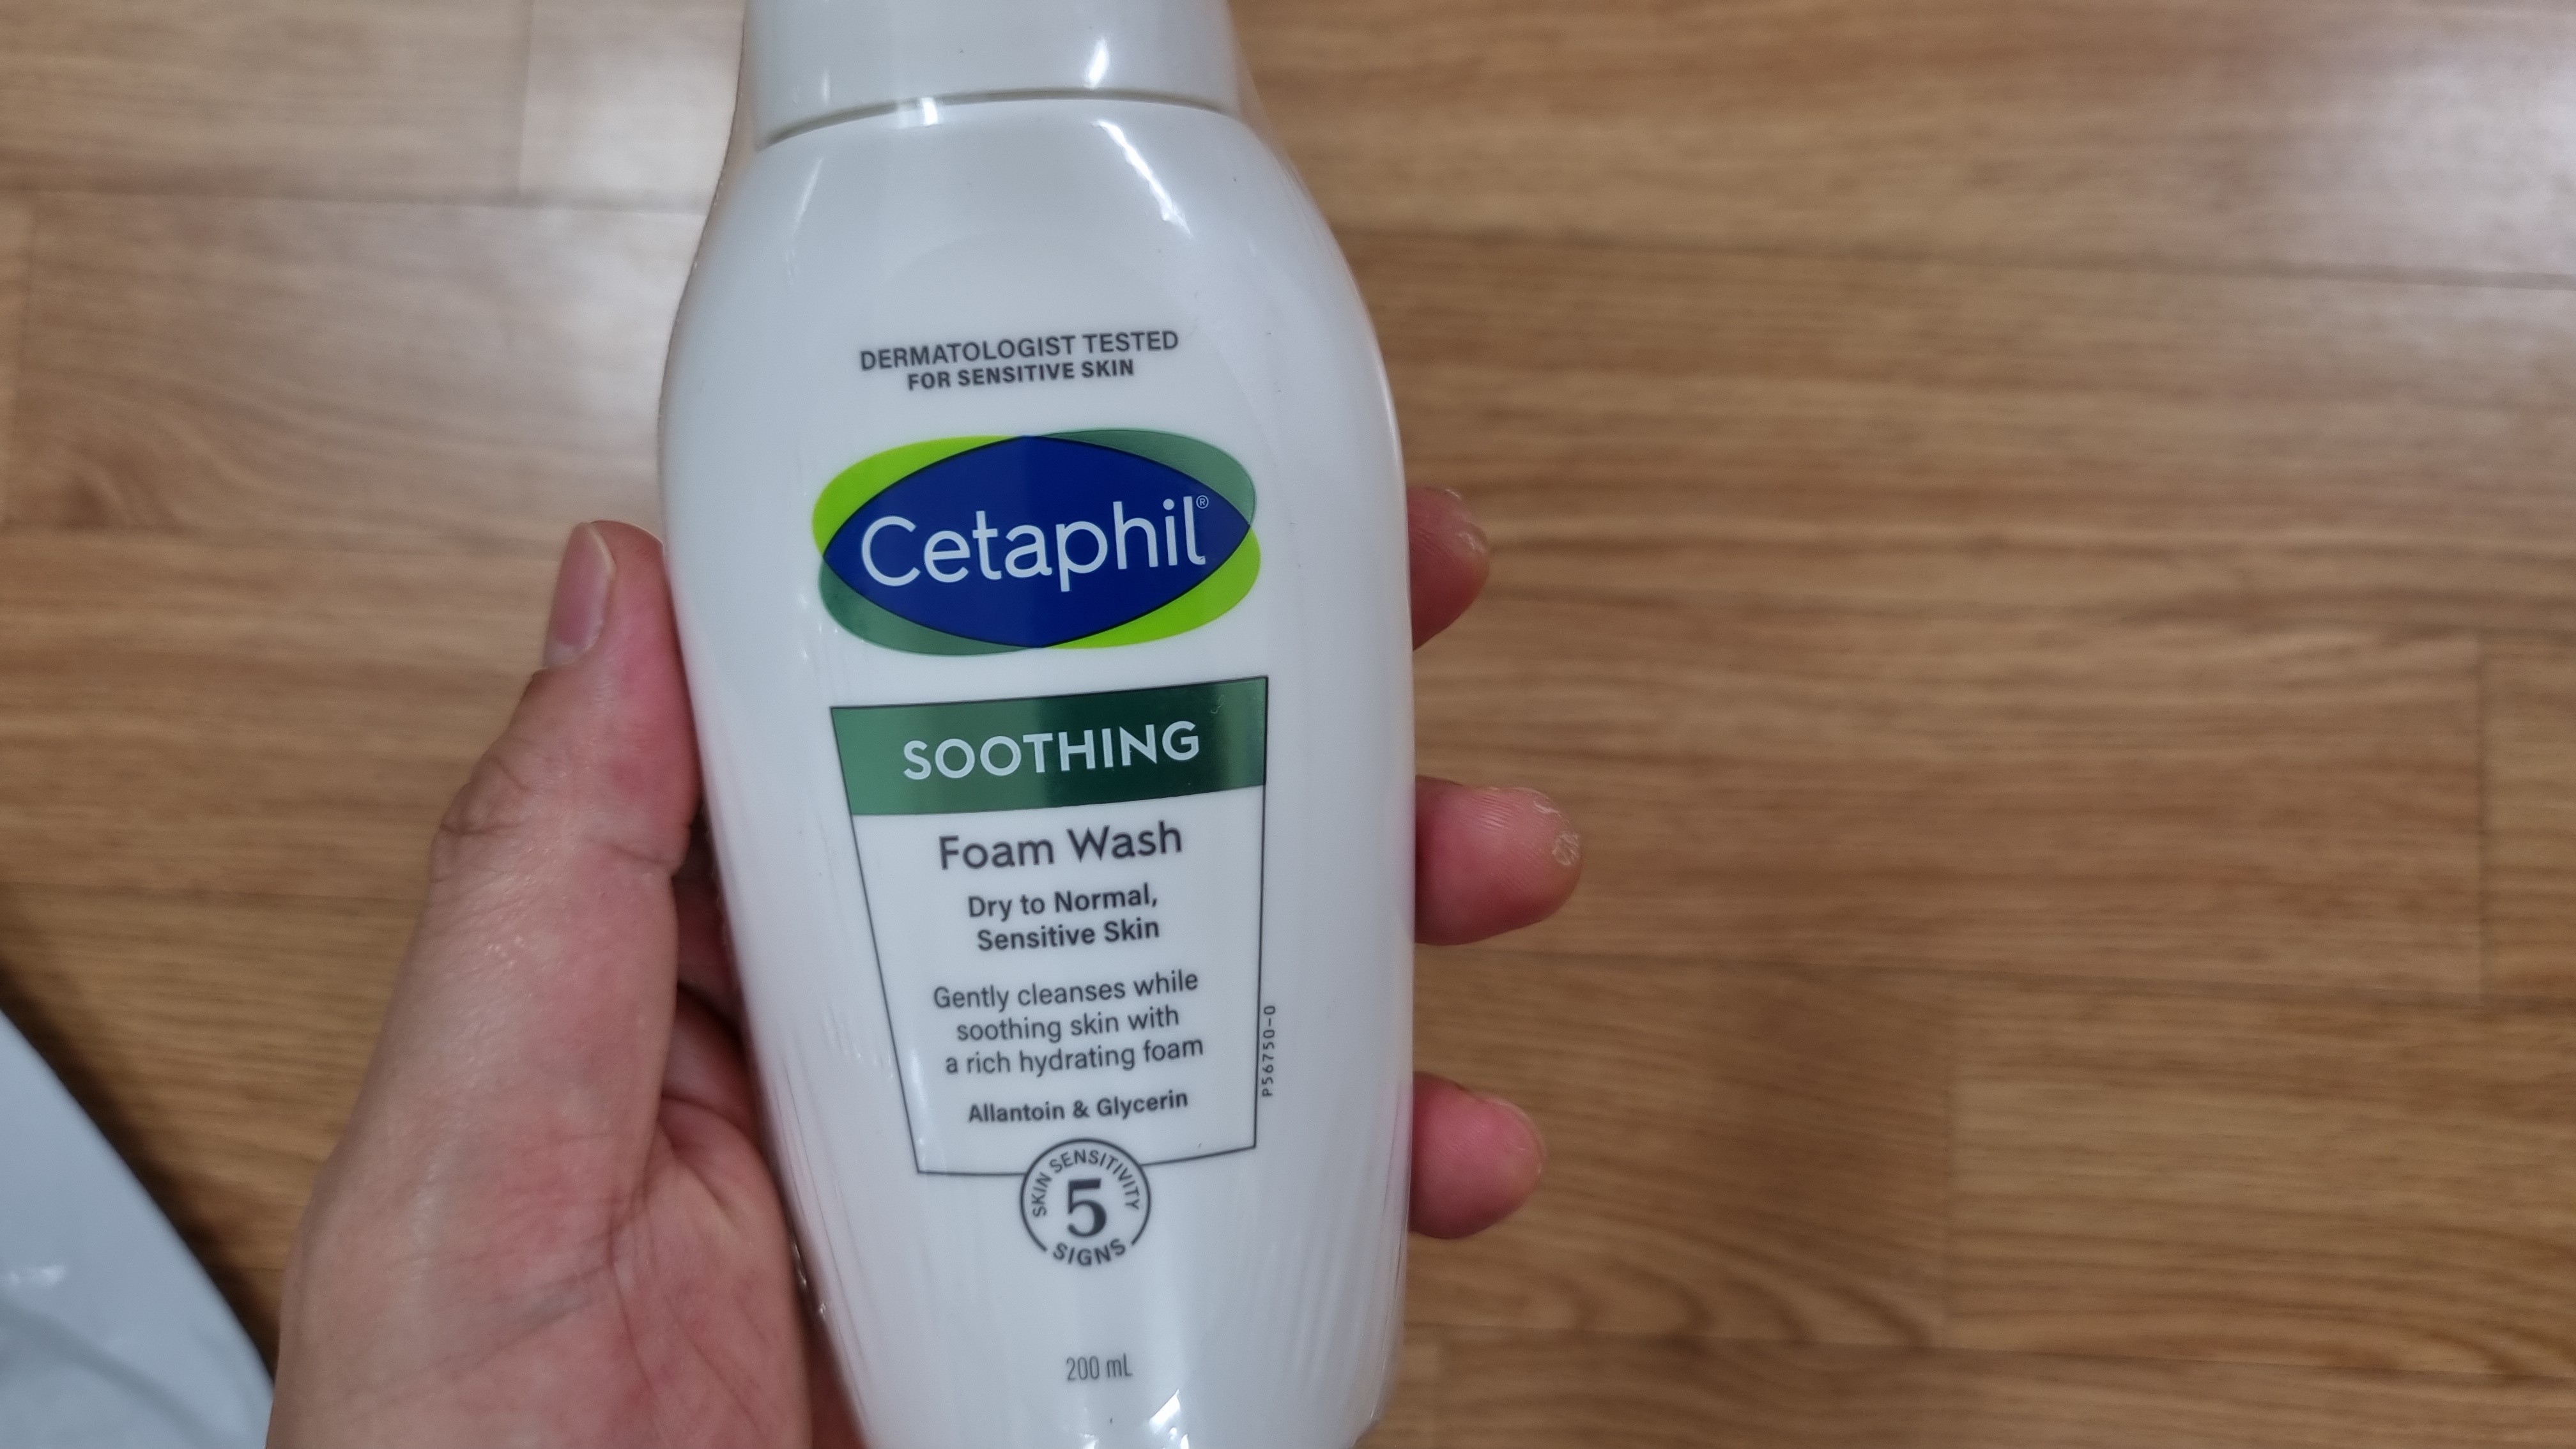 DERMATOLOGIST TESTED
FOR SENSITIVE SKIN
Cetaphil®
SOOTHING
Foam Wash
Dry to Normal,
Sensitive Skin
Gently cleanses while
soothing skin with
a rich hydrating foam
Allantoin & Glycerin
P56750-0
SKIN SENSITIVITY
5
SIGNS
200 mL